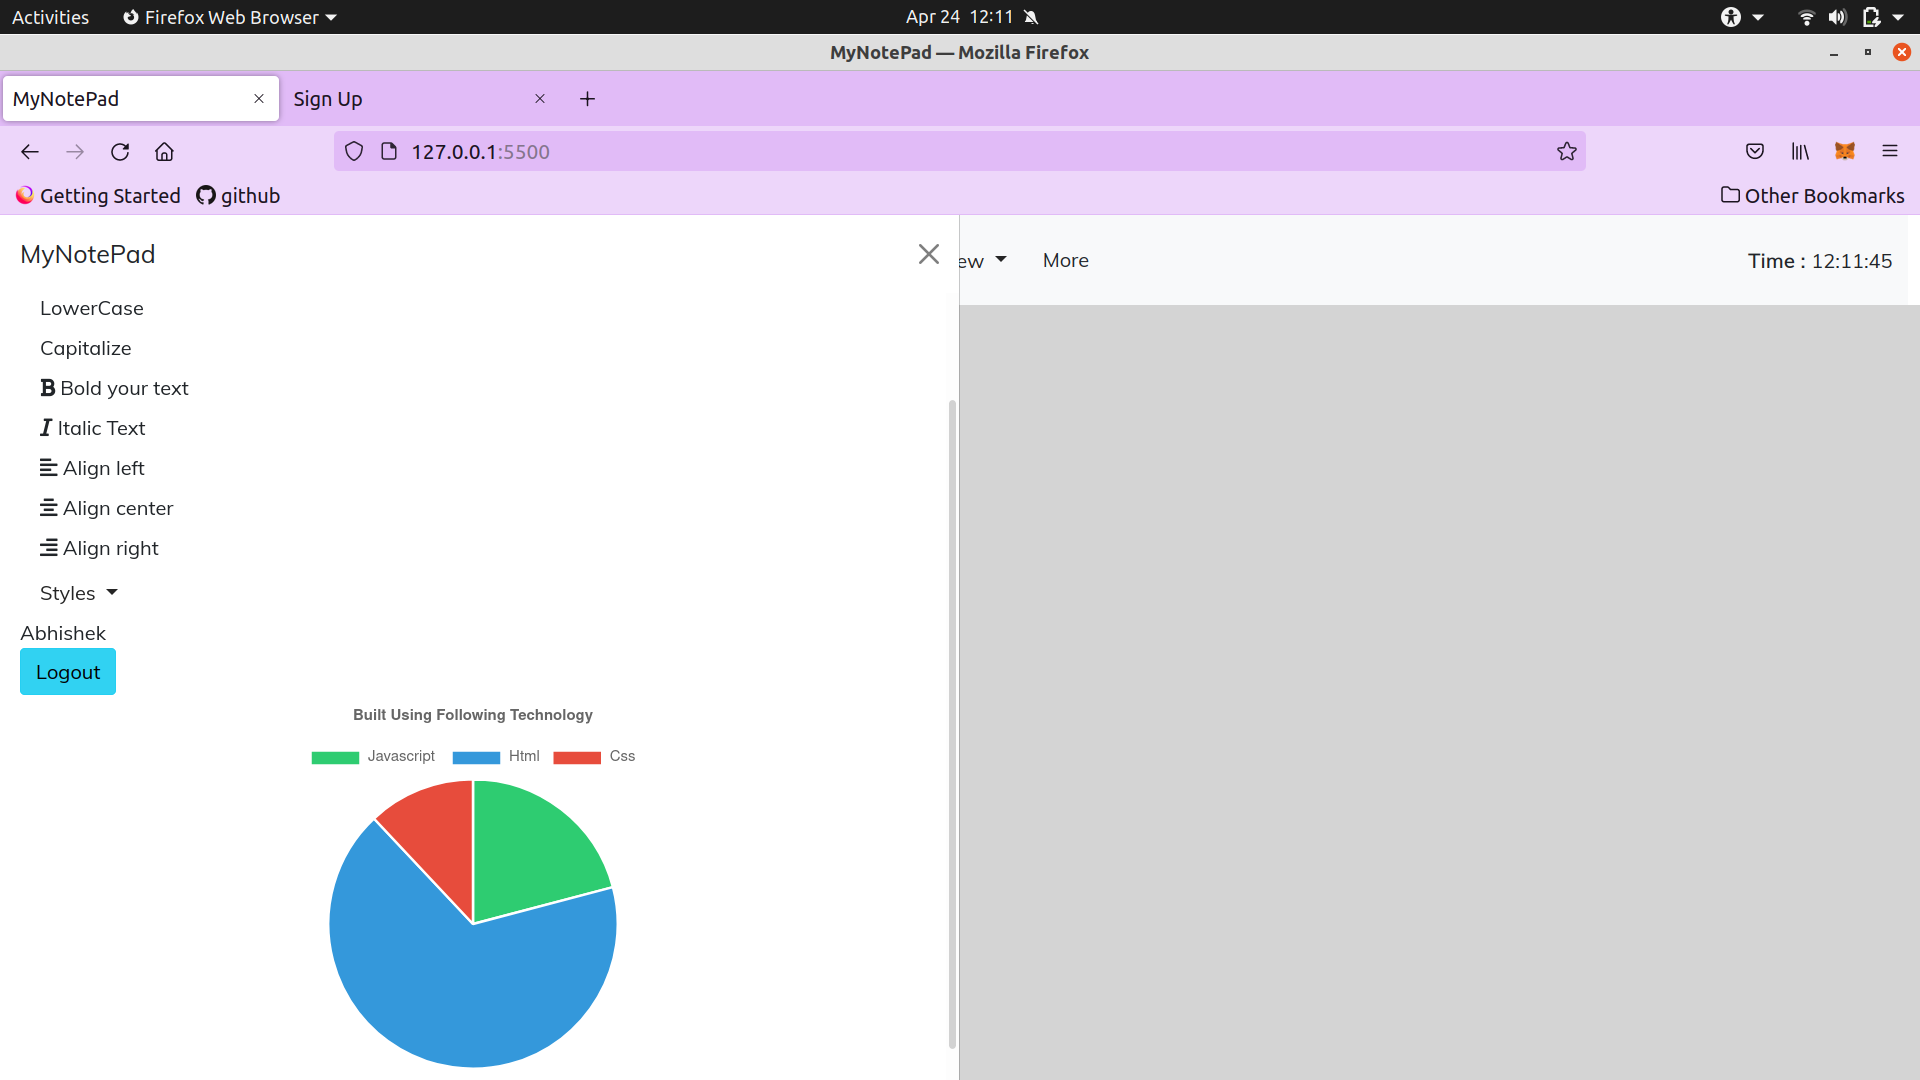 Activities Firefox Web Browser Apr 24 12:11
MyNotePad — Mozilla Firefox
MyNotePad Sign Up
127.0.0.1:5500
Getting Started github Other Bookmarks
MyNotePad
ew More Time : 12:11:45
LowerCase
Capitalize
B Bold your text
I Italic Text
Align left
Align center
Align right
Styles
Abhishek
Logout
Built Using Following Technology
Javascript Html Css